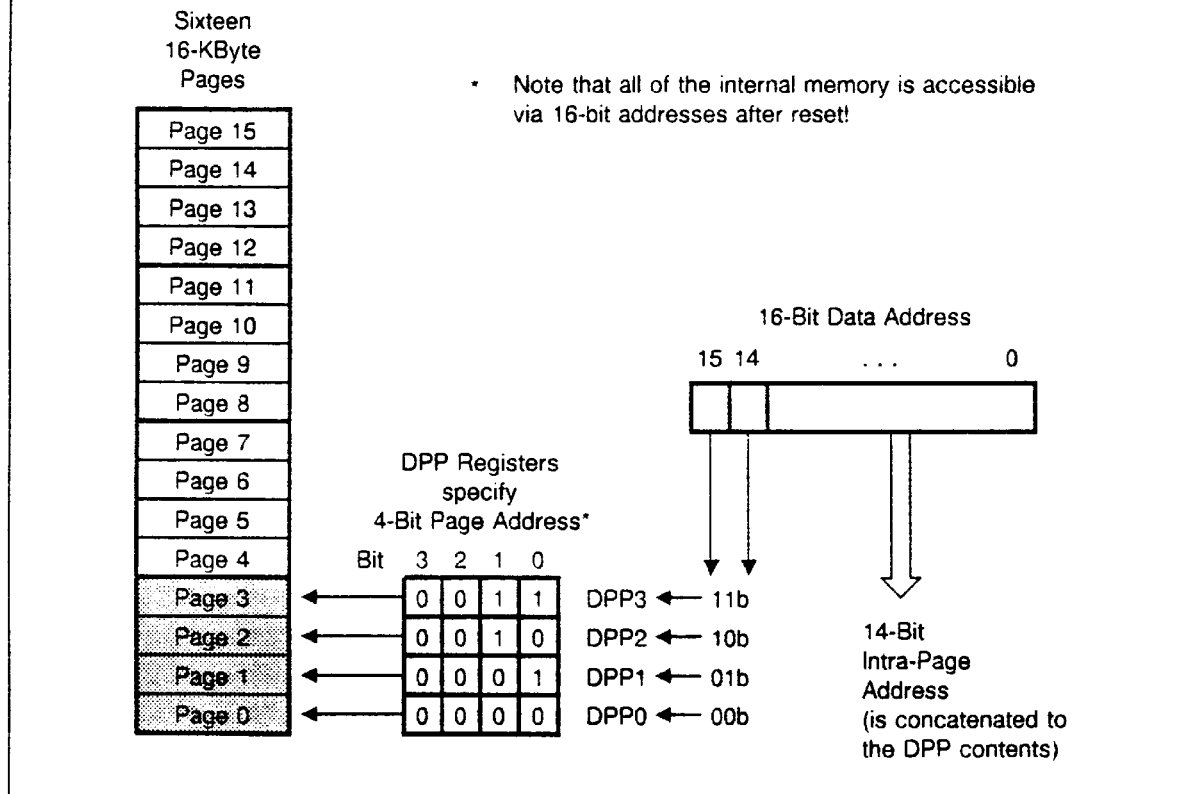 Sixteen
16-KByte
Pages
* Note that all of the internal memory is accessible
via 16-bit addresses after reset!
Page 15
Page 14
Page 13
Page 12
Page 11
Page 10
Page 9
Page 8
Page 7
Page 6
Page 5
Page 4
Page 3
Page 2
Page 1
Page 0
16-Bit Data Address
15 14 ... 0
DPP Registers
specify
4-Bit Page Address*
Bit 3 2 1 0
0 0 1 1 DPP3 11b
0 0 1 0 DPP2 10b
0 0 0 1 DPP1 01b
0 0 0 0 DPP0 00b
14-Bit
Intra-Page
Address
(is concatenated to
the DPP contents)